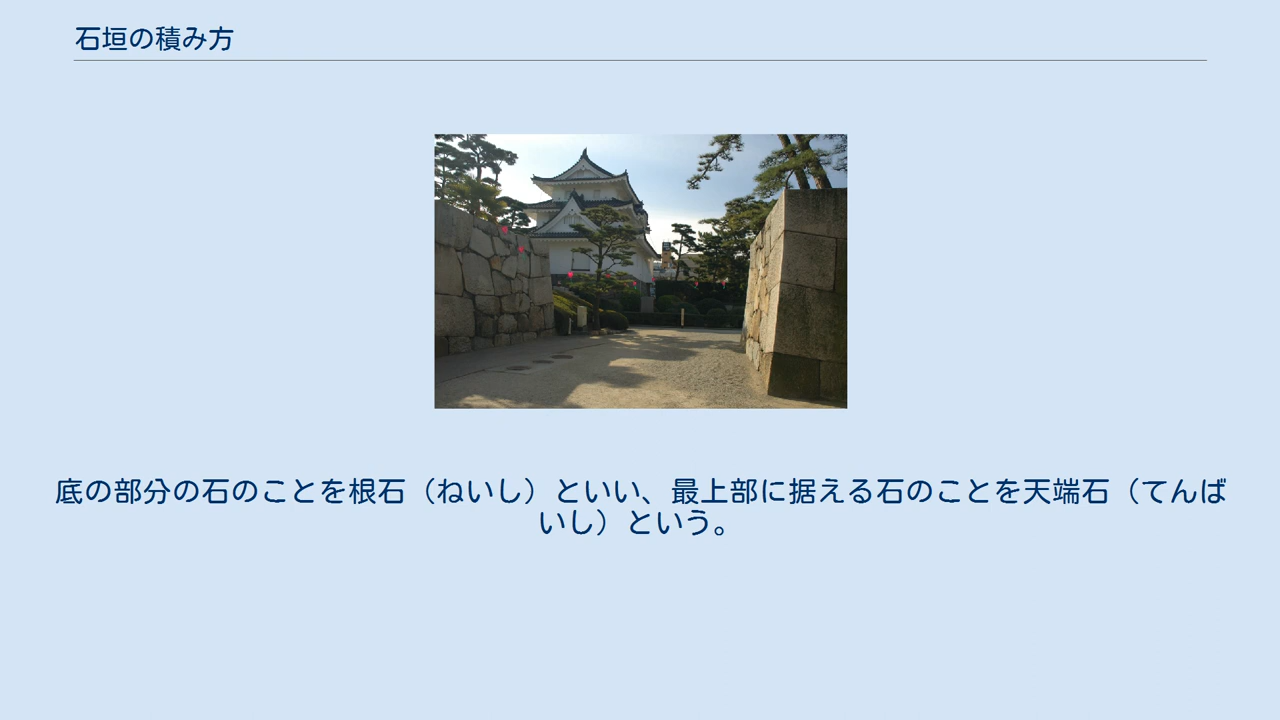 石垣の積み方
底の部分の石のことを根石（ねいし）といい、最上部に据える石のことを天端石（てんば
いし）という。